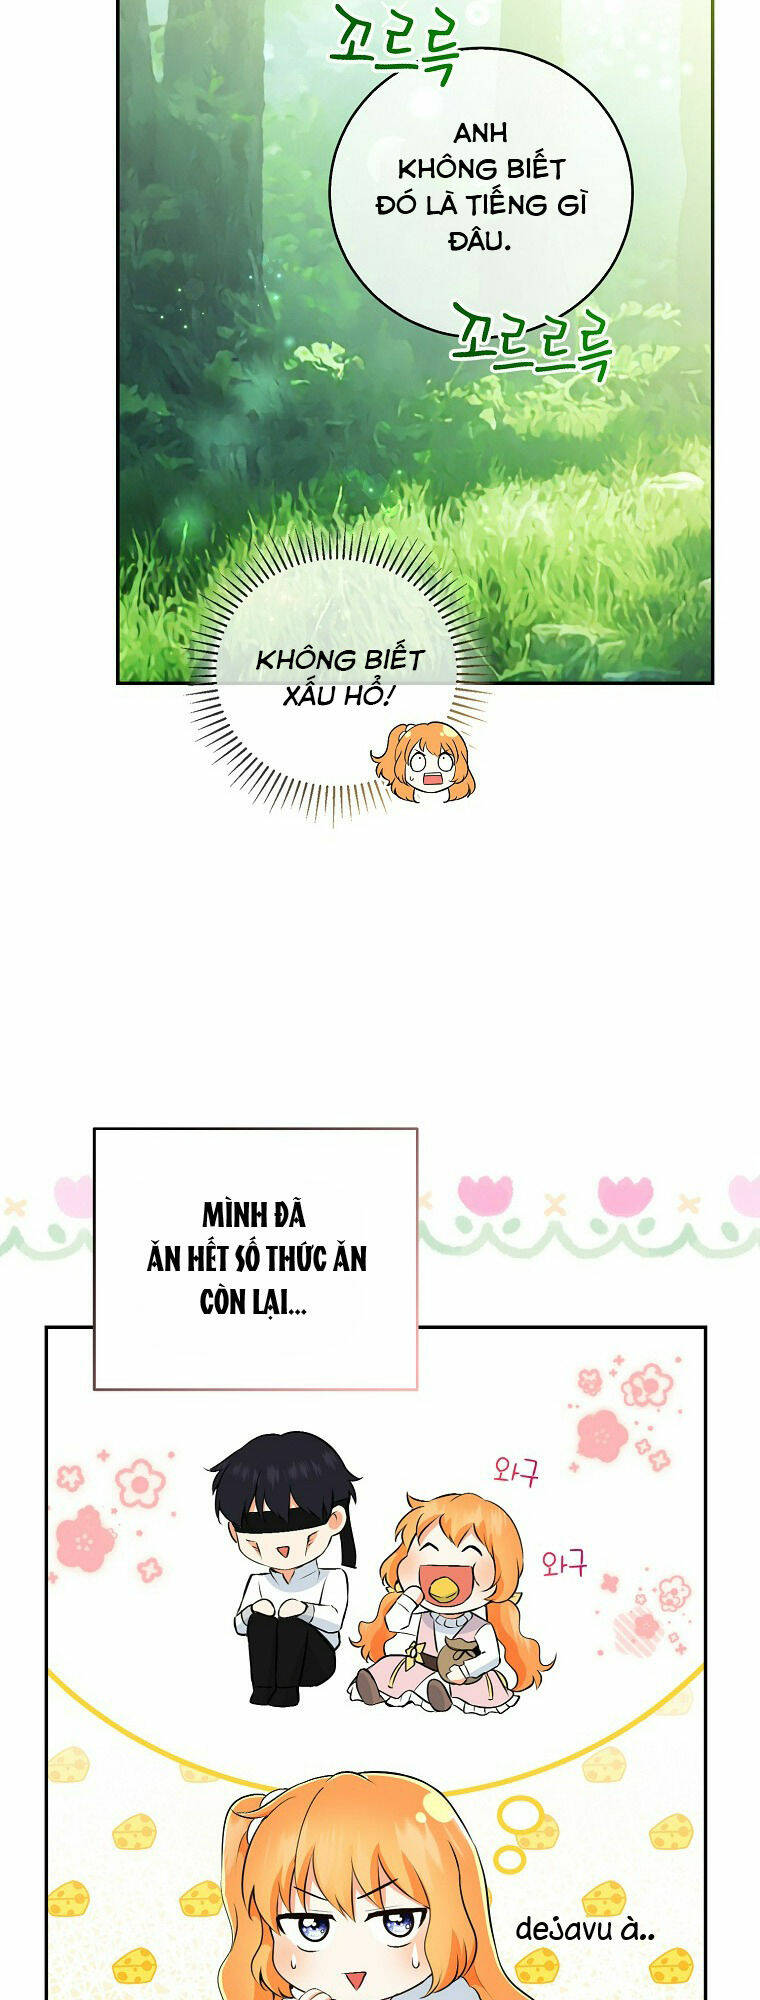 꼬르륵
ANH
KHÔNG BIẾT
ĐÓ LÀ TIẾNG GÌ
ĐÂU.
꼬르르륵
KHÔNG BIẾT
XẤU HỔ!
MÌNH ĐÃ
ĂN HẾT SỐ THỨC ĂN
CÒN LẠI...
와구
와구
dejavu à..